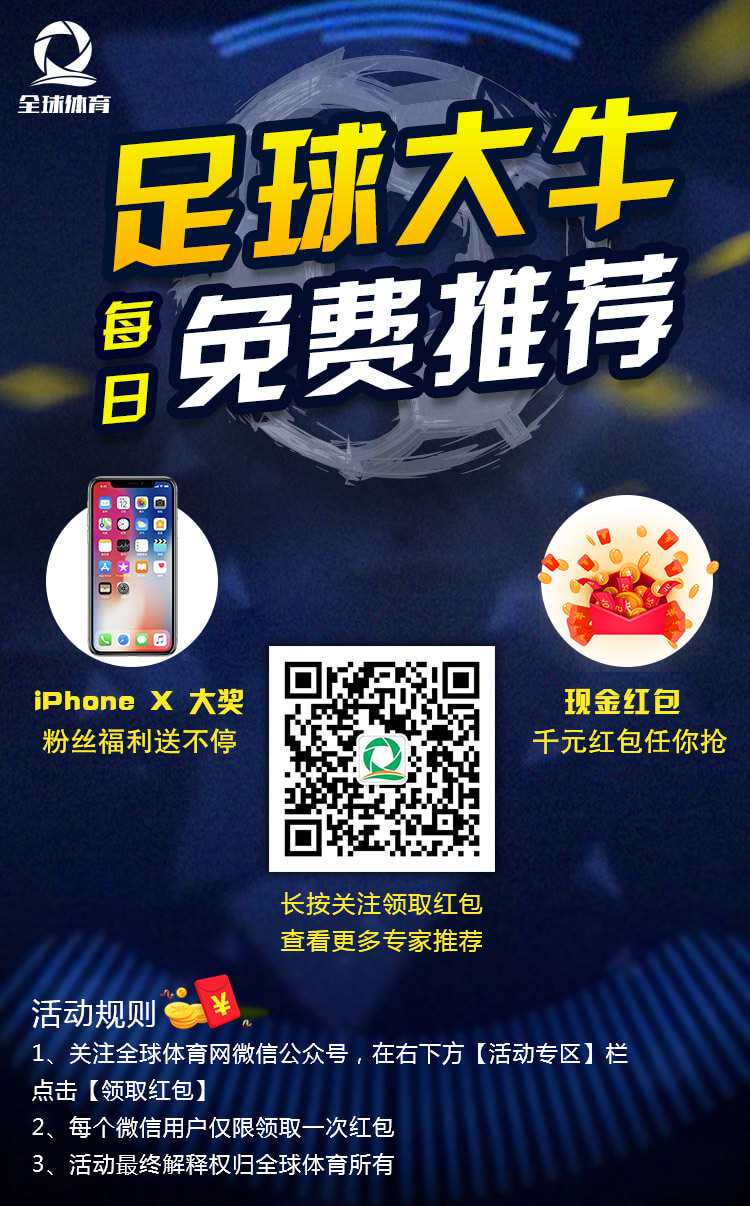 全球体育
足球大牛
每日
免费推荐
iPhone X 大奖
粉丝福利送不停
现金红包
千元红包任你抢
长按关注领取红包
查看更多专家推荐
活动规则
1、关注全球体育网微信公众号，在右下方【活动专区】栏
点击【领取红包】
2、每个微信用户仅限领取一次红包
3、活动最终解释权归全球体育所有